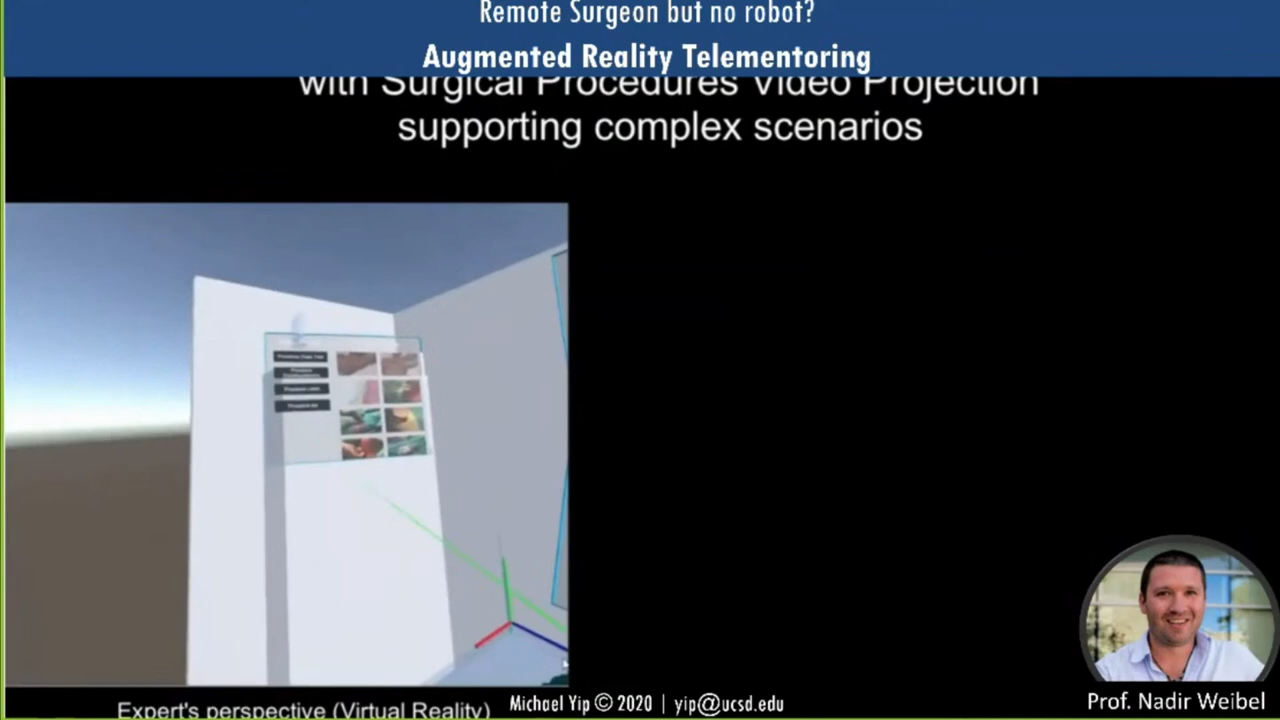 Remote Surgeon but no robot?
Augmented Reality Telementoring
with Surgical Procedures Video Projection
supporting complex scenarios
Expert's perspective (Virtual Reality)
Michael Yip © 2020 | yip@ucsd.edu
Prof. Nadir Weibel